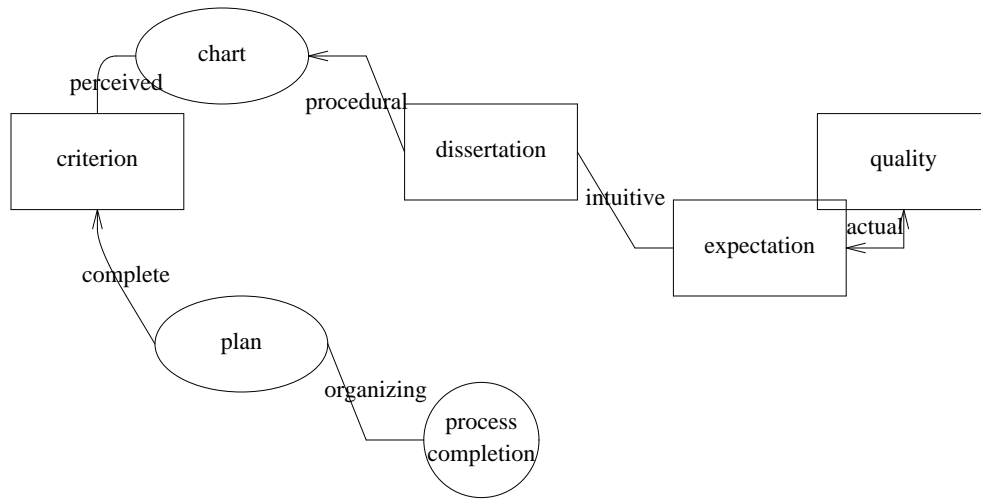 chart
perceived
procedural
criterion
dissertation
quality
intuitive
expectation
actual
complete
plan
organizing
process
completion